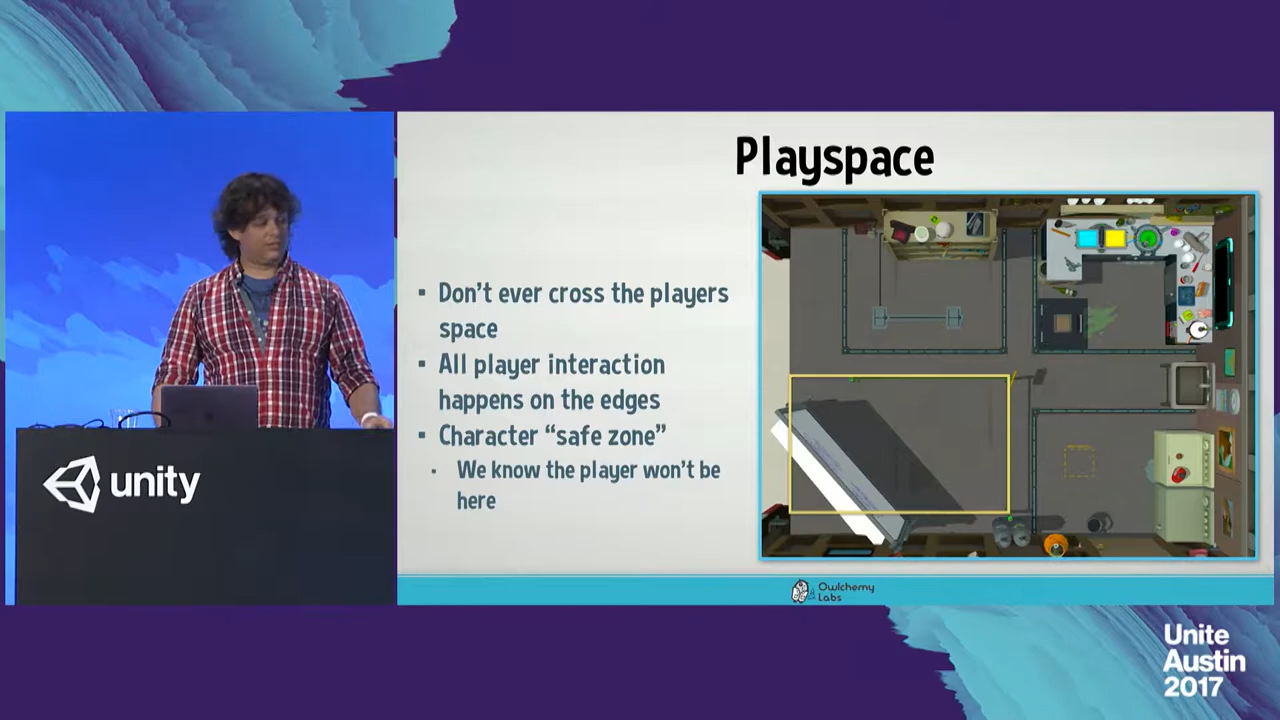 Playspace
▪ Don't ever cross the players
space
▪ All player interaction
happens on the edges
▪ Character "safe zone"
▪ We know the player won't be
here
unity
Owlchemy
Labs
Unite
Austin
2017